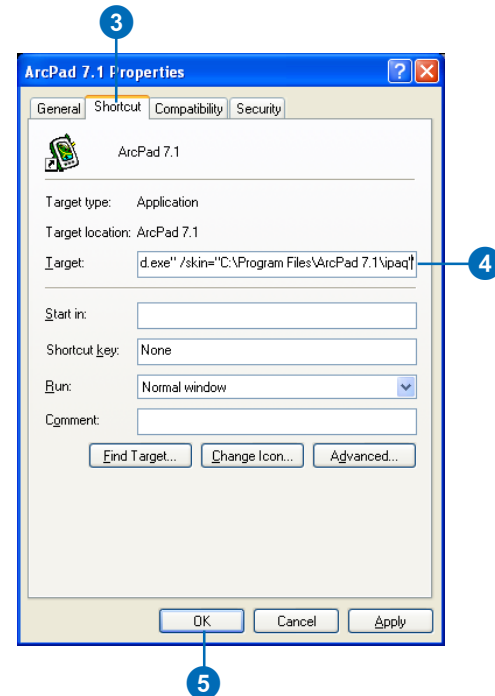 3
ArcPad 7.1 Properties
General Shortcut Compatibility Security
ArcPad 7.1
Target type: Application
Target location: ArcPad 7.1
Target: d.exe" /skin="C:\Program Files\ArcPad 7.1\ipaq"
4
Start in:
Shortcut key: None
Run: Normal window
Comment:
Find Target... Change Icon... Advanced...
OK Cancel Apply
5